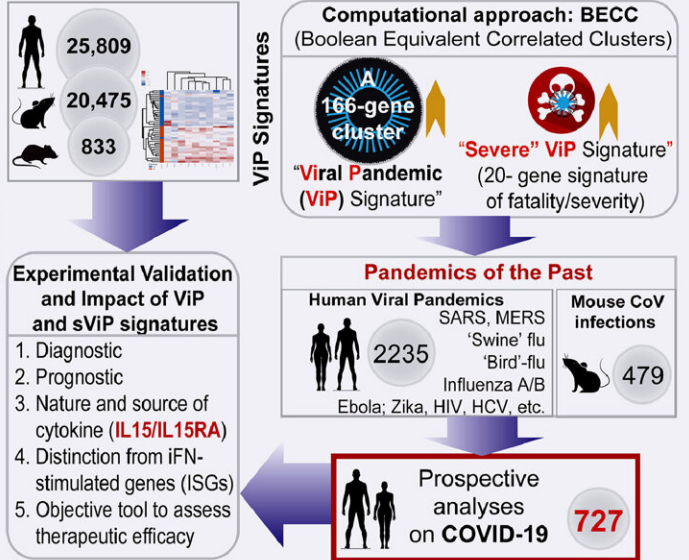 25,809
20,475
833
ViP Signatures
Computational approach: BECC
(Boolean Equivalent Correlated Clusters)
A
166-gene
cluster
"Viral Pandemic
(ViP) Signature"
"Severe" ViP Signature"
(20- gene signature
of fatality/severity)
Experimental Validation
and Impact of ViP
and sViP signatures
1. Diagnostic
2. Prognostic
3. Nature and source of
cytokine (IL15/IL15RA)
4. Distinction from iFN-
stimulated genes (ISGs)
5. Objective tool to assess
therapeutic efficacy
Pandemics of the Past
Human Viral Pandemics
2235
SARS, MERS
'Swine' flu
'Bird'-flu
Influenza A/B
Ebola; Zika, HIV, HCV, etc.
Mouse CoV
infections
479
Prospective
analyses
on COVID-19
727